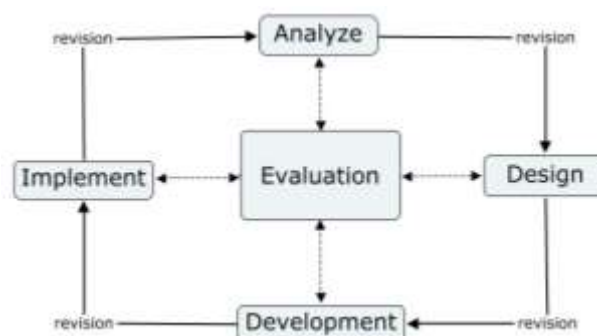 Analyze
revision
revision
Implement
Evaluation
Design
Development
revision
revision